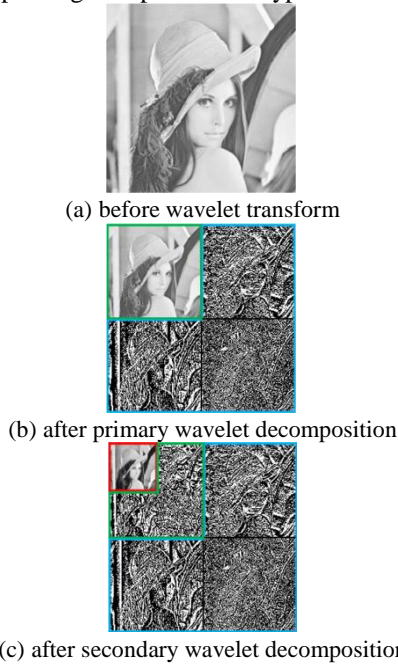 (a) before wavelet transform
(b) after primary wavelet decomposition
(c) after secondary wavelet decomposition